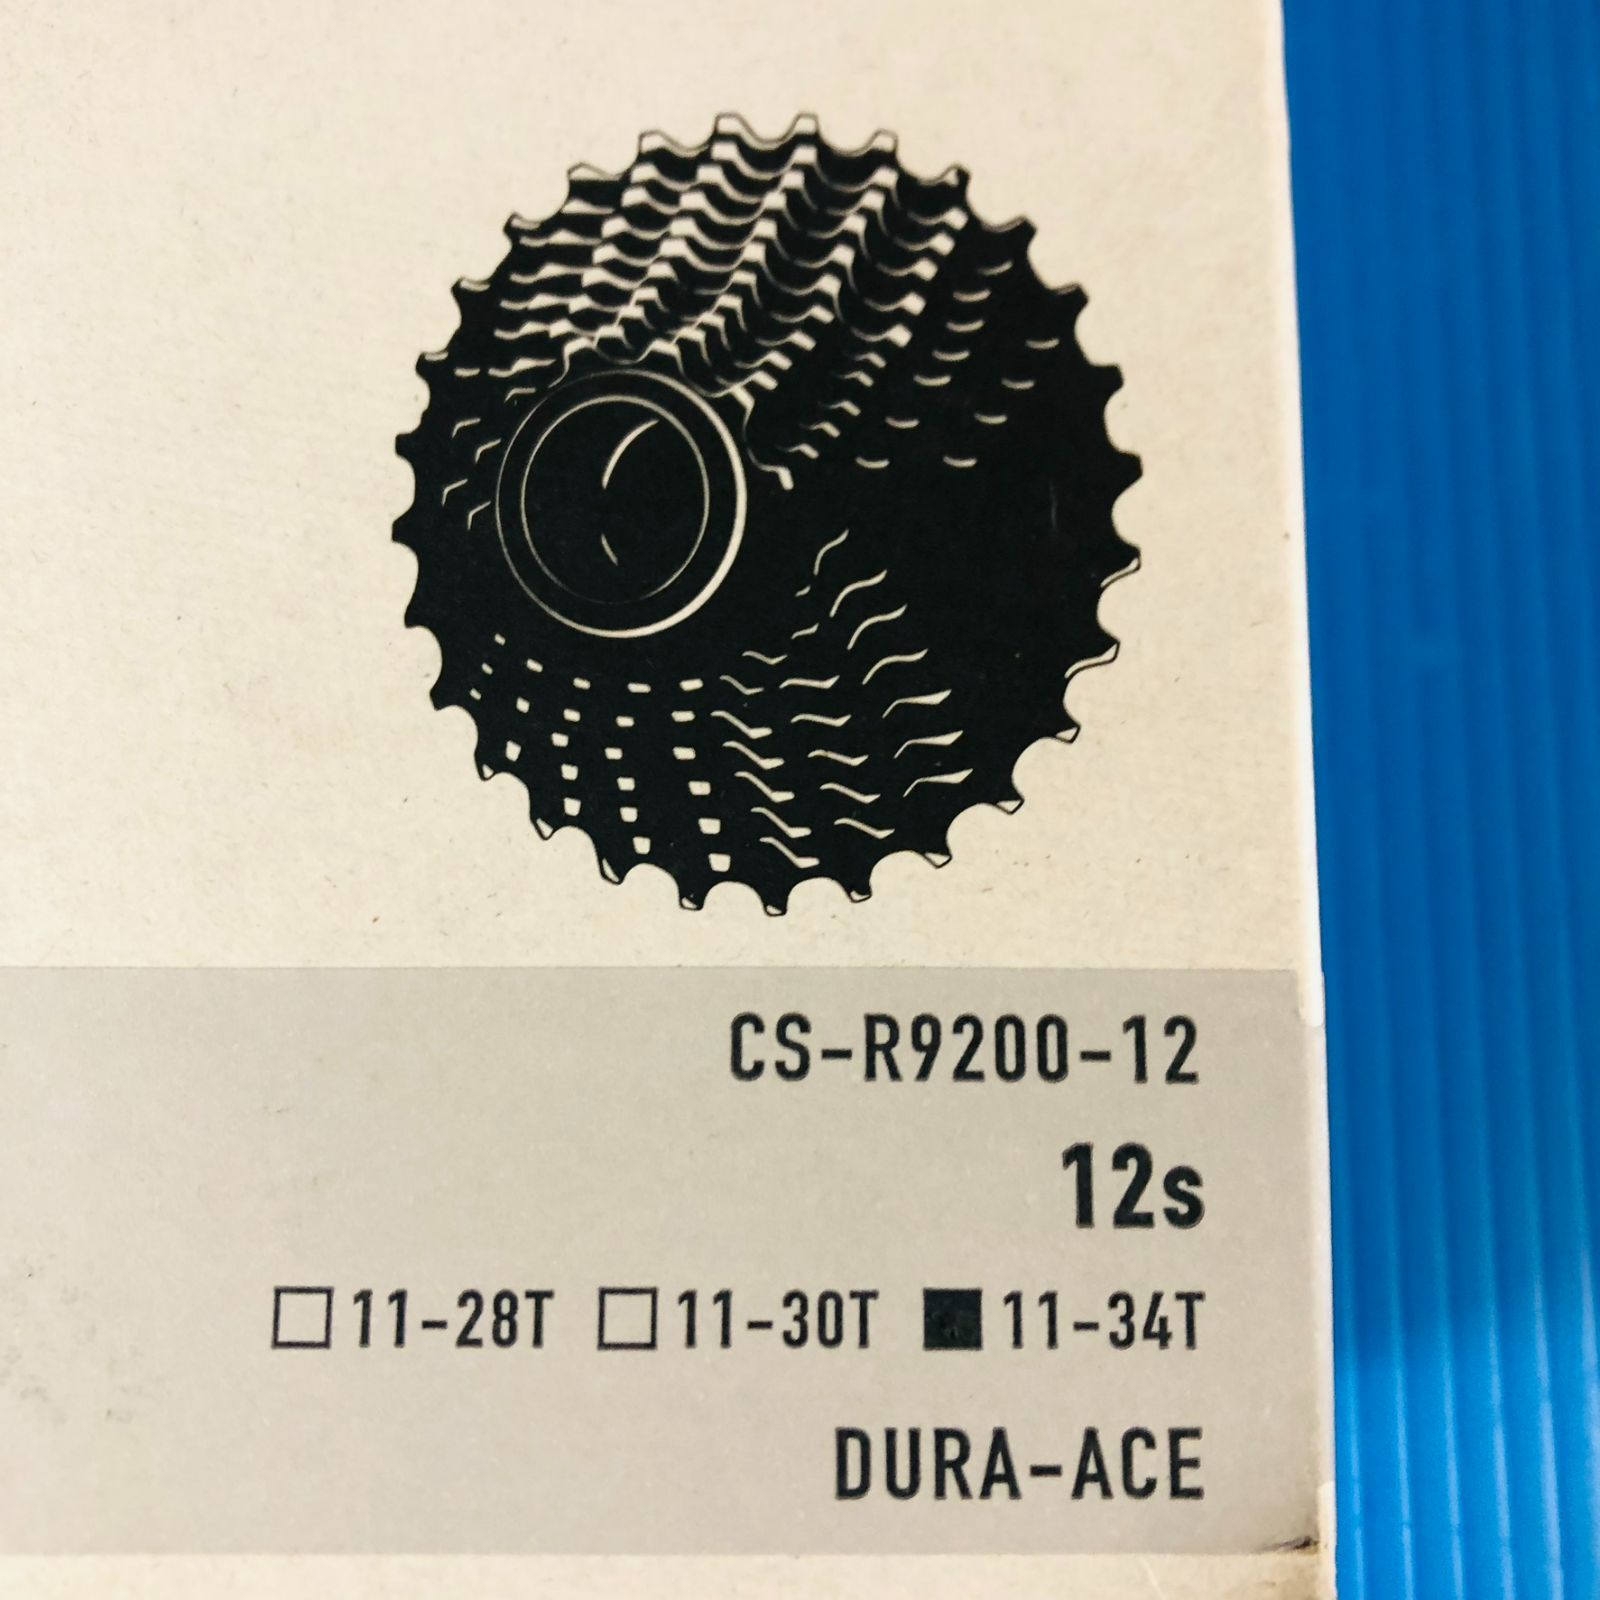 CS-R9200-12
12s
□11-28T □11-30T ■11-34T
DURA-ACE